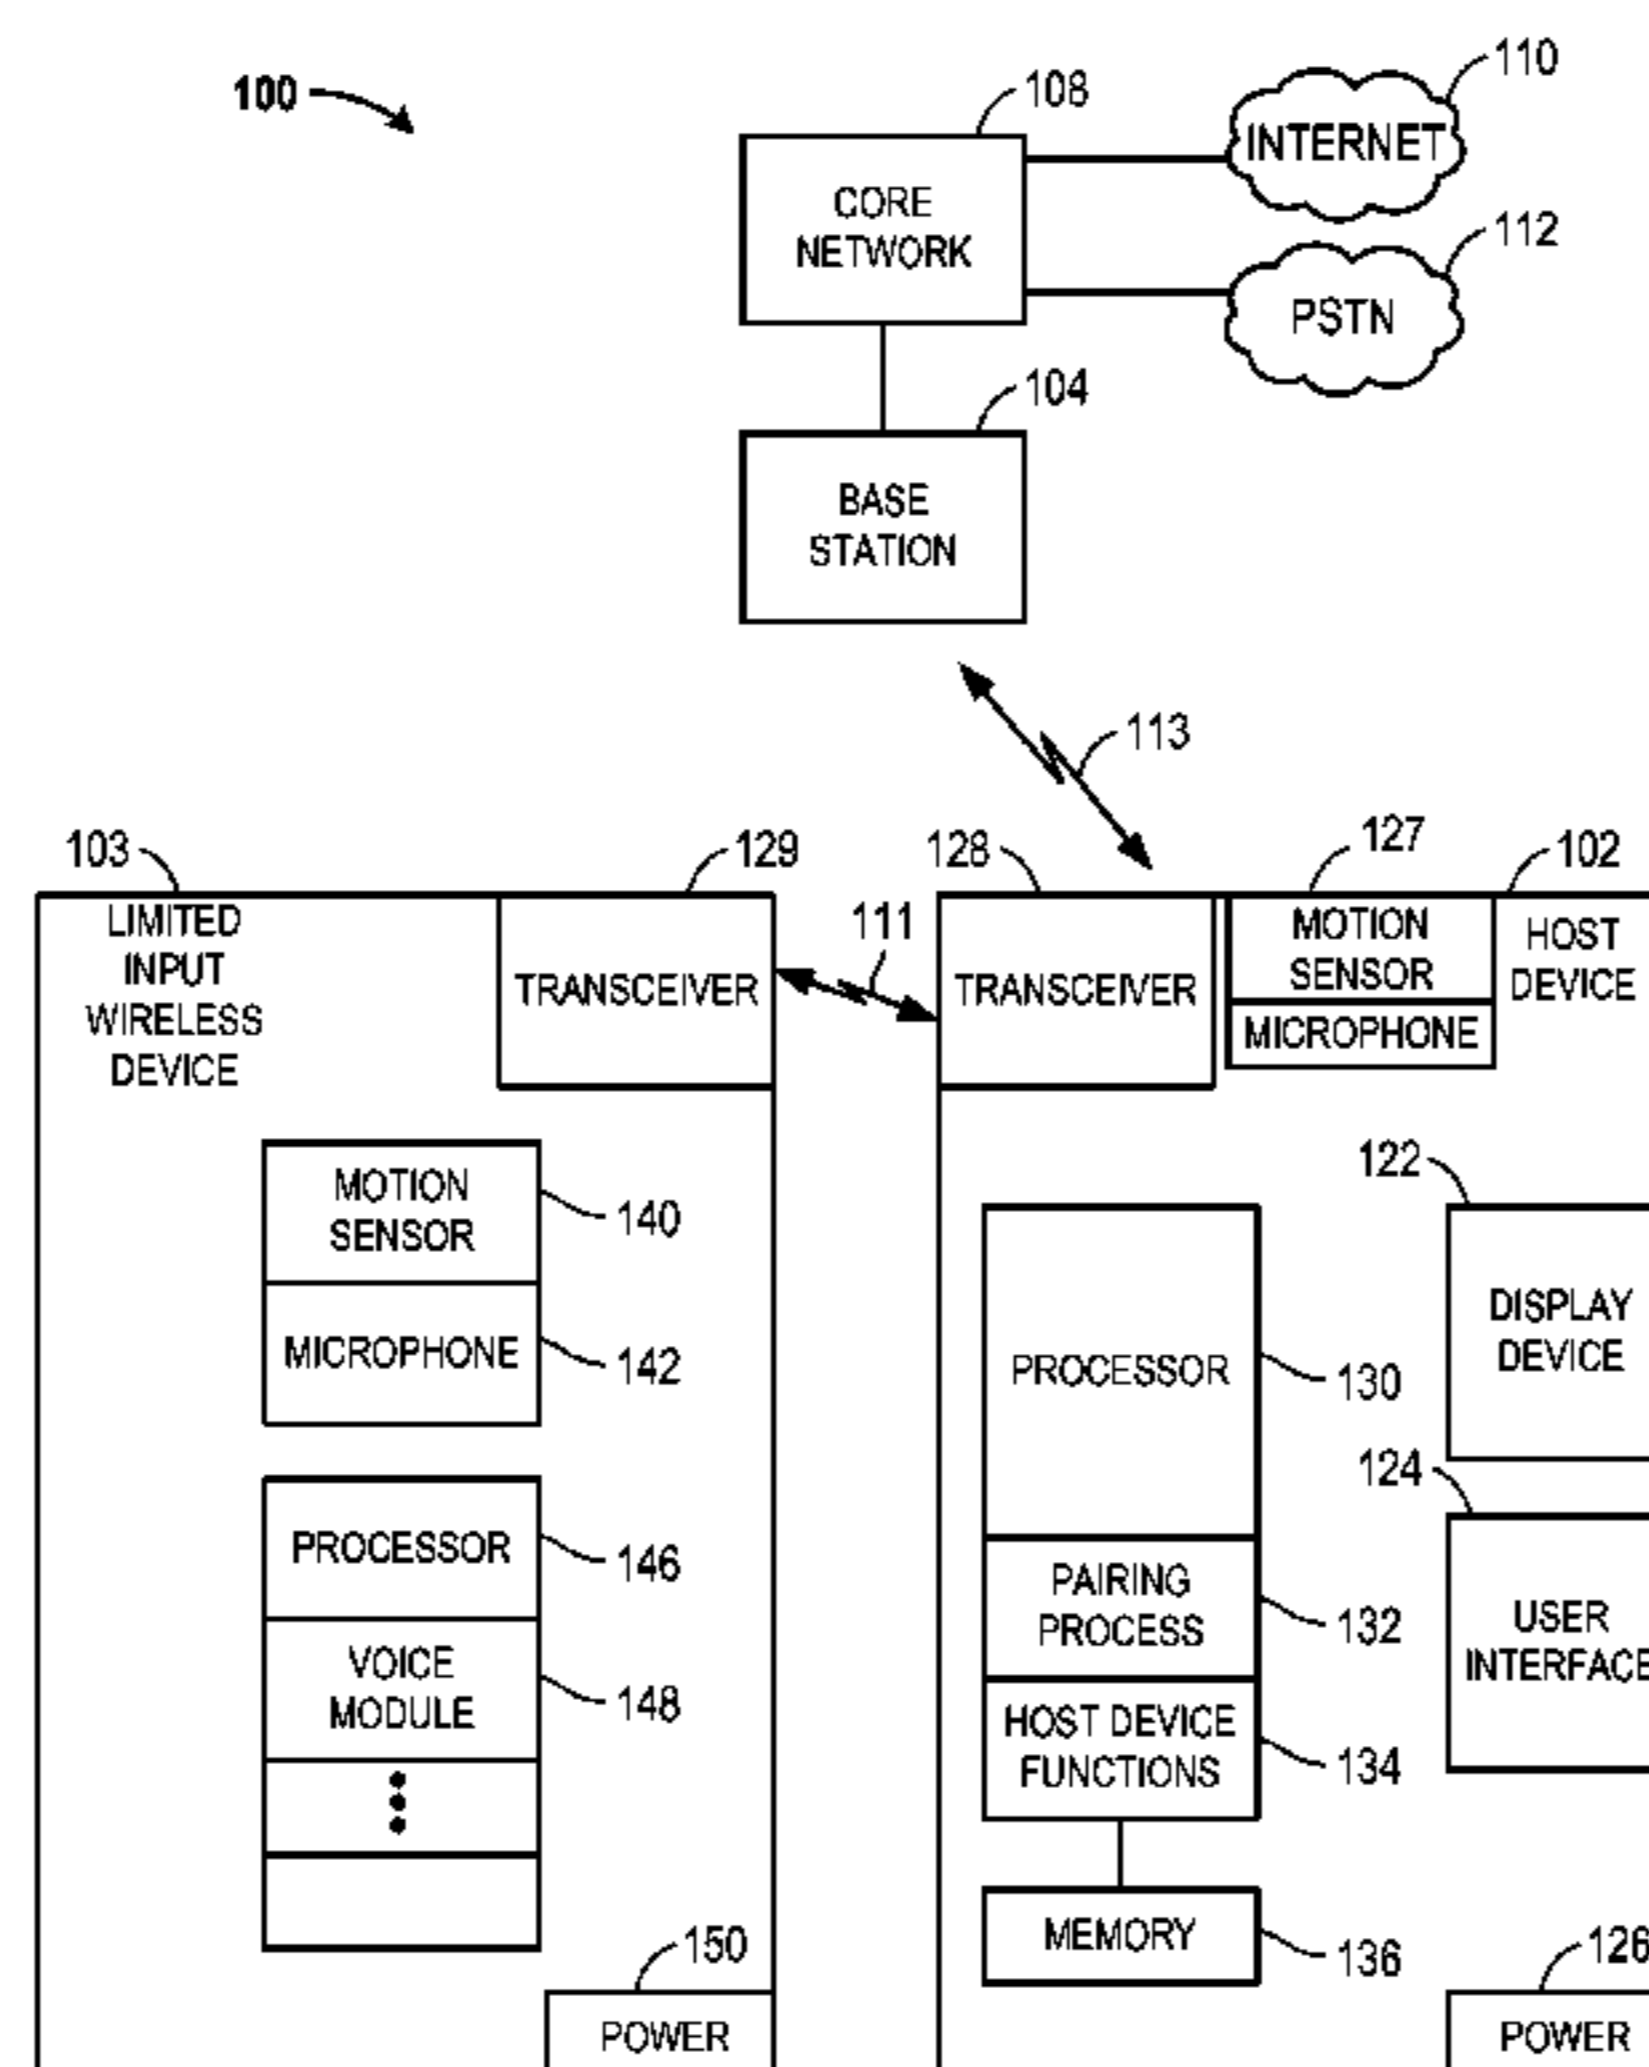 100
108
110
CORE
NETWORK
INTERNET
112
PSTN
104
BASE
STATION
113
103
129
128
127
102
LIMITED
INPUT
WIRELESS
DEVICE
TRANSCEIVER
111
TRANSCEIVER
MOTION
SENSOR
MICROPHONE
HOST
DEVICE
MOTION
SENSOR
140
MICROPHONE
142
122
DISPLAY
DEVICE
PROCESSOR
130
124
PROCESSOR
146
PAIRING
PROCESS
132
USER
INTERFACE
VOICE
MODULE
148
HOST DEVICE
FUNCTIONS
134
MEMORY
136
150
POWER
126
POWER